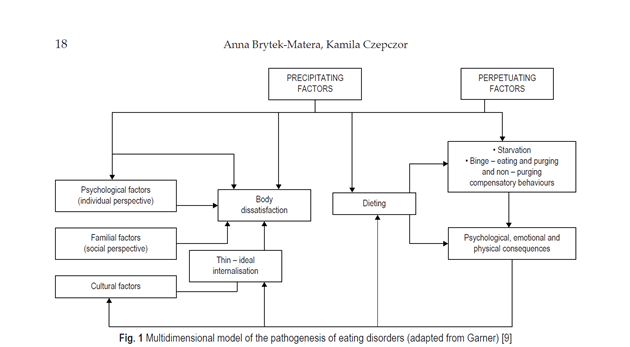 18
Anna Brytek-Matera, Kamila Czepczor
PRECIPITATING
FACTORS
PERPETUATING
FACTORS
• Starvation
• Binge – eating and purging
and non – purging
compensatory behaviours
Psychological factors
(individual perspective)
Body
dissatisfaction
Dieting
Familial factors
(social perspective)
Psychological, emotional and
physical consequences
Thin – ideal
internalisation
Cultural factors
Fig. 1 Multidimensional model of the pathogenesis of eating disorders (adapted from Garner) [9]